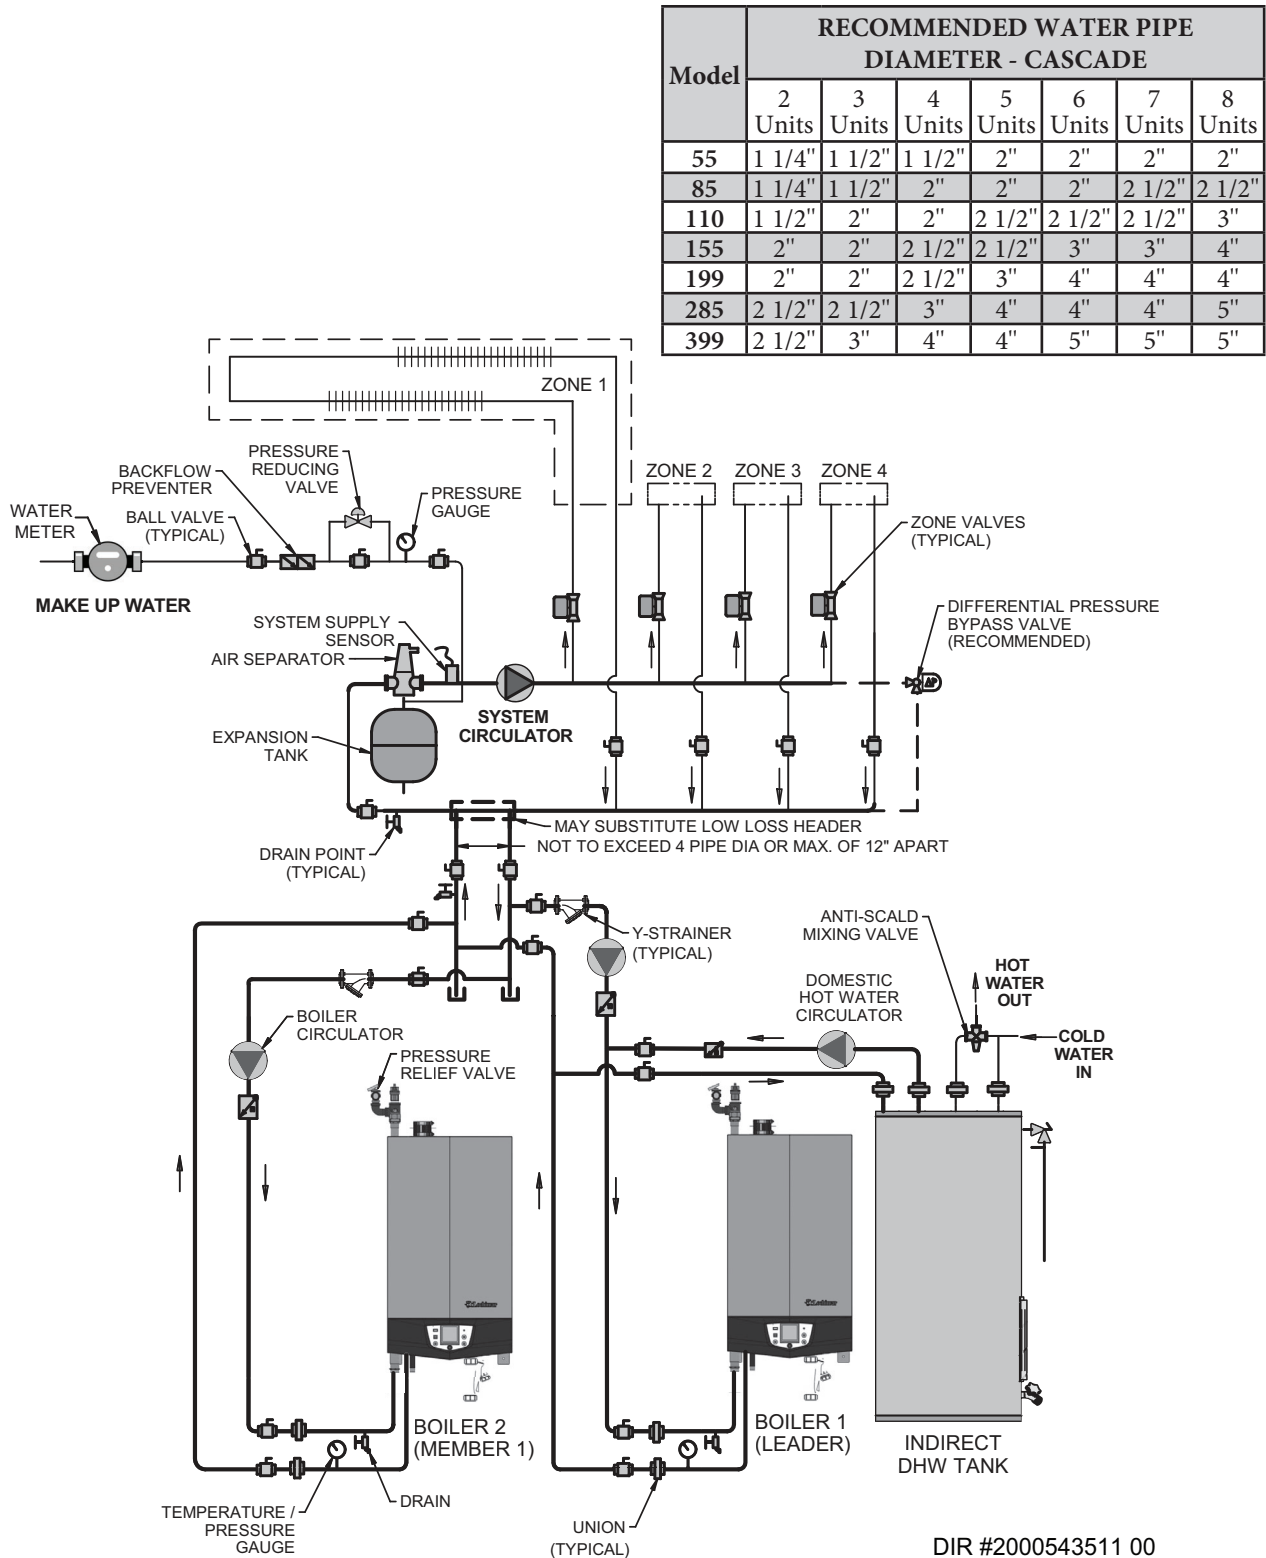 RECOMMENDED WATER PIPE
DIAMETER - CASCADE
Model
2 Units 3 Units 4 Units 5 Units 6 Units 7 Units 8 Units
55 1 1/4" 1 1/2" 1 1/2" 2" 2" 2" 2"
85 1 1/4" 1 1/2" 2" 2" 2" 2 1/2" 2 1/2"
110 1 1/2" 2" 2" 2 1/2" 2 1/2" 2 1/2" 3"
155 2" 2" 2 1/2" 2 1/2" 3" 3" 4"
199 2" 2" 2 1/2" 3" 4" 4" 4"
285 2 1/2" 2 1/2" 3" 4" 4" 4" 5"
399 2 1/2" 3" 4" 4" 5" 5" 5"
ZONE 1
PRESSURE
REDUCING
VALVE
BACKFLOW
PREVENTER
PRESSURE
GAUGE
WATER
METER
BALL VALVE
(TYPICAL)
ZONE 2
ZONE 3
ZONE 4
ZONE VALVES
(TYPICAL)
MAKE UP WATER
SYSTEM SUPPLY
SENSOR
AIR SEPARATOR
DIFFERENTIAL PRESSURE
BYPASS VALVE
(RECOMMENDED)
ΔP
SYSTEM
CIRCULATOR
EXPANSION
TANK
MAY SUBSTITUTE LOW LOSS HEADER
NOT TO EXCEED 4 PIPE DIA OR MAX. OF 12" APART
DRAIN POINT
(TYPICAL)
Y-STRAINER
(TYPICAL)
ANTI-SCALD
MIXING VALVE
HOT
WATER
OUT
DOMESTIC
HOT WATER
CIRCULATOR
COLD
WATER
IN
BOILER
CIRCULATOR
PRESSURE
RELIEF VALVE
Lochinvar
Lochinvar
BOILER 2
(MEMBER 1)
BOILER 1
(LEADER)
INDIRECT
DHW TANK
DRAIN
TEMPERATURE /
PRESSURE
GAUGE
UNION
(TYPICAL)
DIR #2000543511 00